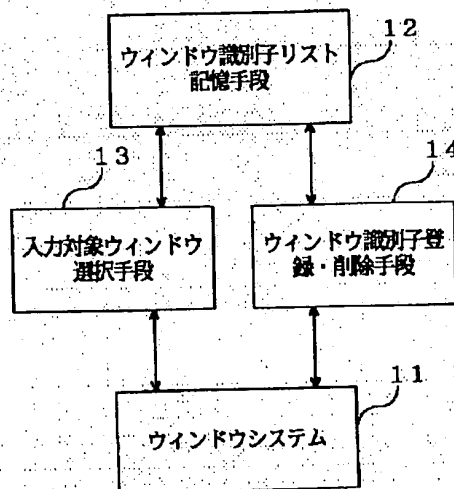 12
ウィンドウ識別子リスト
記憶手段
13
14
入力対象ウィンドウ
選択手段
ウィンドウ識別子登
録・削除手段
11
ウィンドウシステム